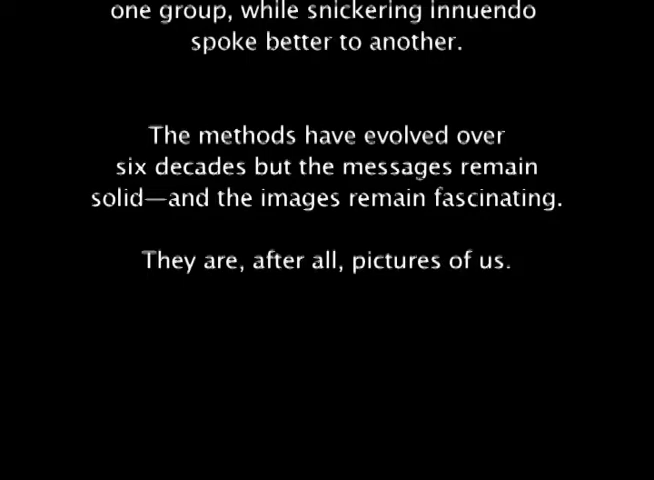 one group, while snickering innuendo
spoke better to another.
The methods have evolved over
six decades but the messages remain
solid—and the images remain fascinating.
They are, after all, pictures of us.